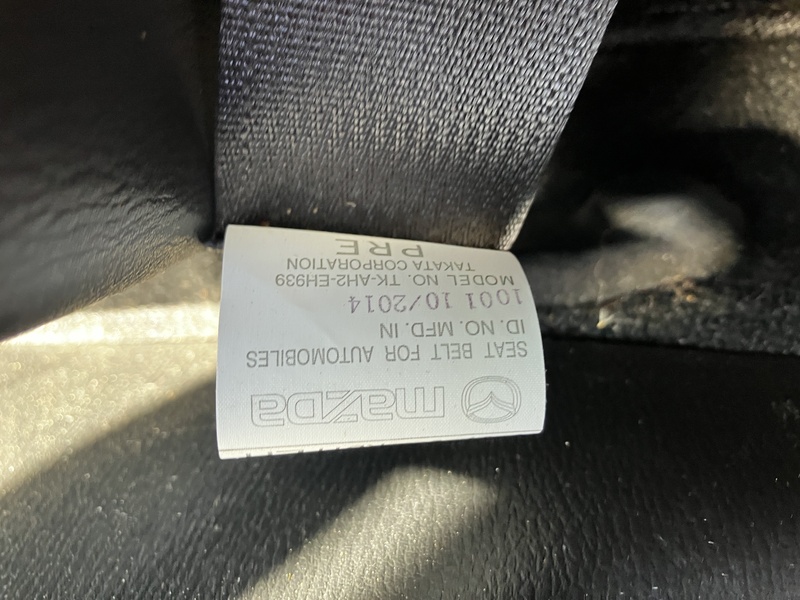 mazda
SEAT BELT FOR AUTOMOBILES
ID. NO. MFD. IN
1001 10/2014
MODEL NO. TK-AH2-EH939
TAKATA CORPORATION
PRE